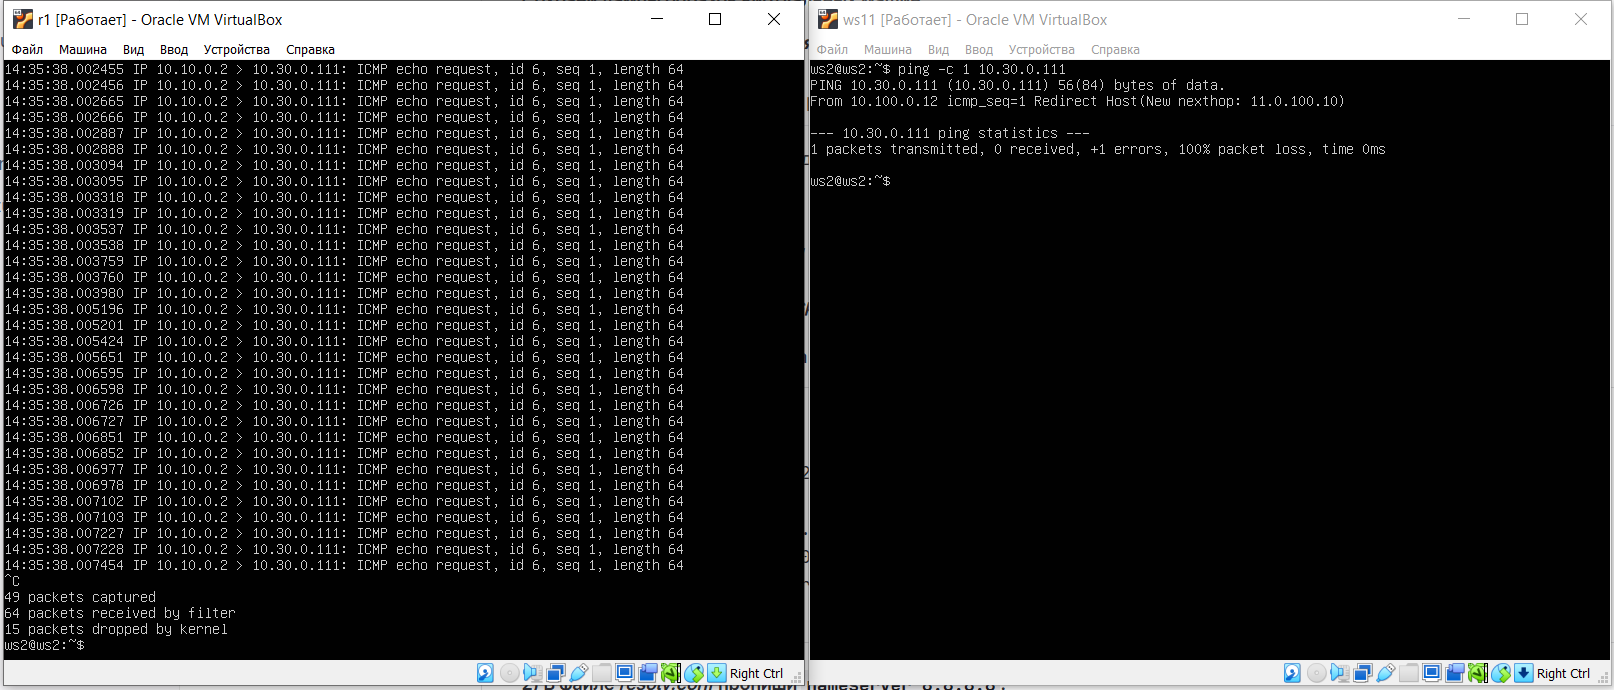 r1 [Работает] - Oracle VM VirtualBox
Файл Машина Вид Ввод Устройства Справка
14:35:38.002455 IP 10.10.0.2 > 10.30.0.111: ICMP echo request, id 6, seq 1, length 64
14:35:38.002456 IP 10.10.0.2 > 10.30.0.111: ICMP echo request, id 6, seq 1, length 64
14:35:38.002665 IP 10.10.0.2 > 10.30.0.111: ICMP echo request, id 6, seq 1, length 64
14:35:38.002666 IP 10.10.0.2 > 10.30.0.111: ICMP echo request, id 6, seq 1, length 64
14:35:38.002887 IP 10.10.0.2 > 10.30.0.111: ICMP echo request, id 6, seq 1, length 64
14:35:38.002888 IP 10.10.0.2 > 10.30.0.111: ICMP echo request, id 6, seq 1, length 64
14:35:38.003094 IP 10.10.0.2 > 10.30.0.111: ICMP echo request, id 6, seq 1, length 64
14:35:38.003095 IP 10.10.0.2 > 10.30.0.111: ICMP echo request, id 6, seq 1, length 64
14:35:38.003318 IP 10.10.0.2 > 10.30.0.111: ICMP echo request, id 6, seq 1, length 64
14:35:38.003319 IP 10.10.0.2 > 10.30.0.111: ICMP echo request, id 6, seq 1, length 64
14:35:38.003537 IP 10.10.0.2 > 10.30.0.111: ICMP echo request, id 6, seq 1, length 64
14:35:38.003538 IP 10.10.0.2 > 10.30.0.111: ICMP echo request, id 6, seq 1, length 64
14:35:38.003759 IP 10.10.0.2 > 10.30.0.111: ICMP echo request, id 6, seq 1, length 64
14:35:38.003760 IP 10.10.0.2 > 10.30.0.111: ICMP echo request, id 6, seq 1, length 64
14:35:38.003980 IP 10.10.0.2 > 10.30.0.111: ICMP echo request, id 6, seq 1, length 64
14:35:38.005196 IP 10.10.0.2 > 10.30.0.111: ICMP echo request, id 6, seq 1, length 64
14:35:38.005201 IP 10.10.0.2 > 10.30.0.111: ICMP echo request, id 6, seq 1, length 64
14:35:38.005424 IP 10.10.0.2 > 10.30.0.111: ICMP echo request, id 6, seq 1, length 64
14:35:38.005651 IP 10.10.0.2 > 10.30.0.111: ICMP echo request, id 6, seq 1, length 64
14:35:38.006595 IP 10.10.0.2 > 10.30.0.111: ICMP echo request, id 6, seq 1, length 64
14:35:38.006598 IP 10.10.0.2 > 10.30.0.111: ICMP echo request, id 6, seq 1, length 64
14:35:38.006726 IP 10.10.0.2 > 10.30.0.111: ICMP echo request, id 6, seq 1, length 64
14:35:38.006727 IP 10.10.0.2 > 10.30.0.111: ICMP echo request, id 6, seq 1, length 64
14:35:38.006851 IP 10.10.0.2 > 10.30.0.111: ICMP echo request, id 6, seq 1, length 64
14:35:38.006852 IP 10.10.0.2 > 10.30.0.111: ICMP echo request, id 6, seq 1, length 64
14:35:38.006977 IP 10.10.0.2 > 10.30.0.111: ICMP echo request, id 6, seq 1, length 64
14:35:38.006978 IP 10.10.0.2 > 10.30.0.111: ICMP echo request, id 6, seq 1, length 64
14:35:38.007102 IP 10.10.0.2 > 10.30.0.111: ICMP echo request, id 6, seq 1, length 64
14:35:38.007103 IP 10.10.0.2 > 10.30.0.111: ICMP echo request, id 6, seq 1, length 64
14:35:38.007227 IP 10.10.0.2 > 10.30.0.111: ICMP echo request, id 6, seq 1, length 64
14:35:38.007228 IP 10.10.0.2 > 10.30.0.111: ICMP echo request, id 6, seq 1, length 64
14:35:38.007454 IP 10.10.0.2 > 10.30.0.111: ICMP echo request, id 6, seq 1, length 64
^C
49 packets captured
64 packets received by filter
15 packets dropped by kernel
ws2@ws2:~$
Right Ctrl
ws11 [Работает] - Oracle VM VirtualBox
Файл Машина Вид Ввод Устройства Справка
ws2@ws2:~$ ping -c 1 10.30.0.111
PING 10.30.0.111 (10.30.0.111) 56(84) bytes of data.
From 10.100.0.12 icmp_seq=1 Redirect Host(New nexthop: 11.0.100.10)
--- 10.30.0.111 ping statistics ---
1 packets transmitted, 0 received, +1 errors, 100% packet loss, time 0ms
ws2@ws2:~$
Right Ctrl